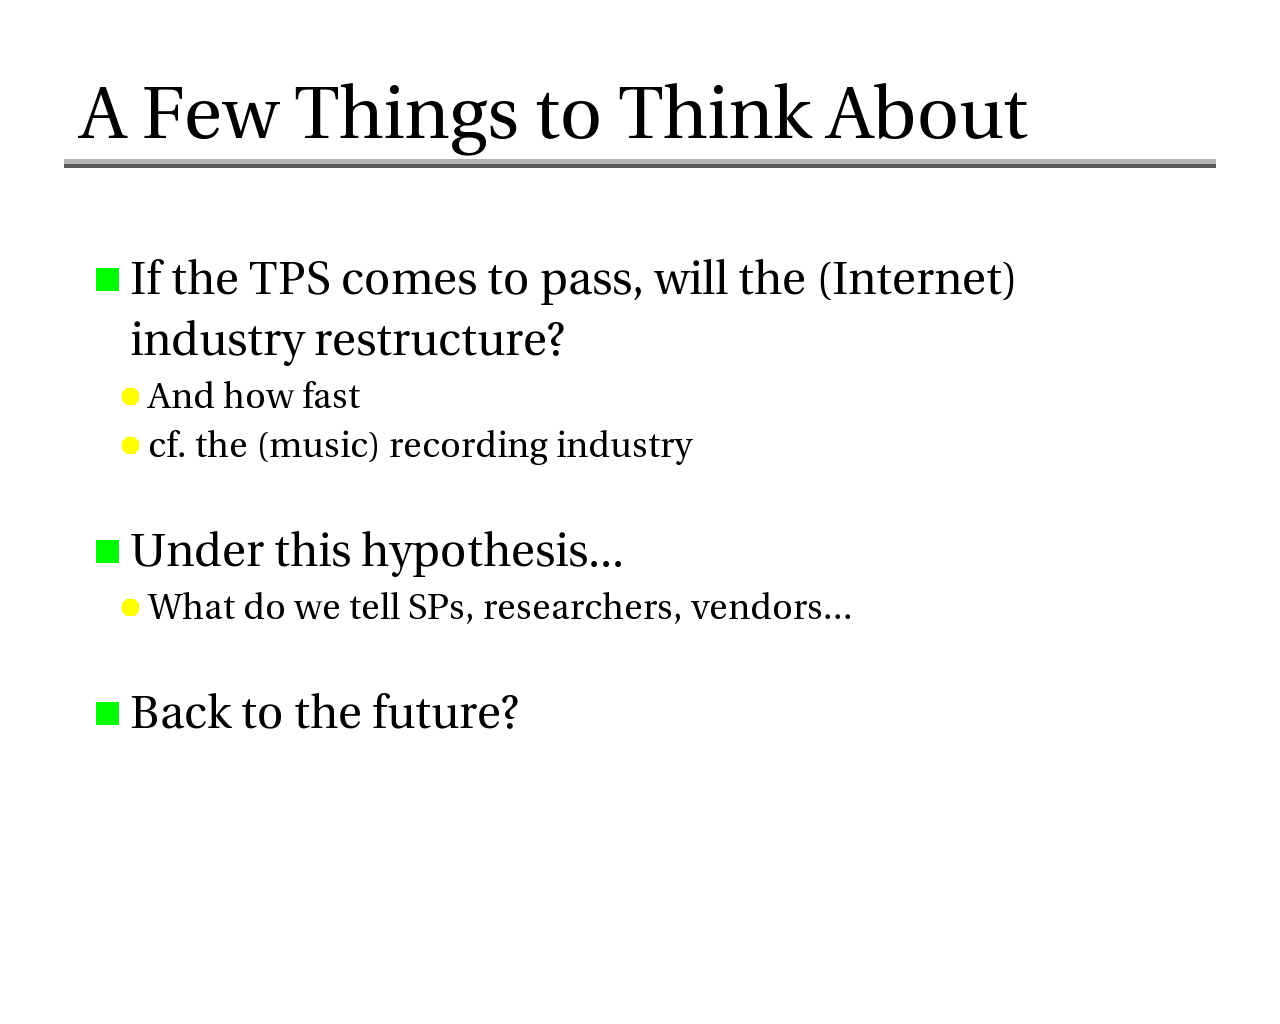 A Few Things to Think About
If the TPS comes to pass, will the (Internet)
industry restructure?
And how fast
cf. the (music) recording industry
Under this hypothesis...
What do we tell SPs, researchers, vendors...
Back to the future?